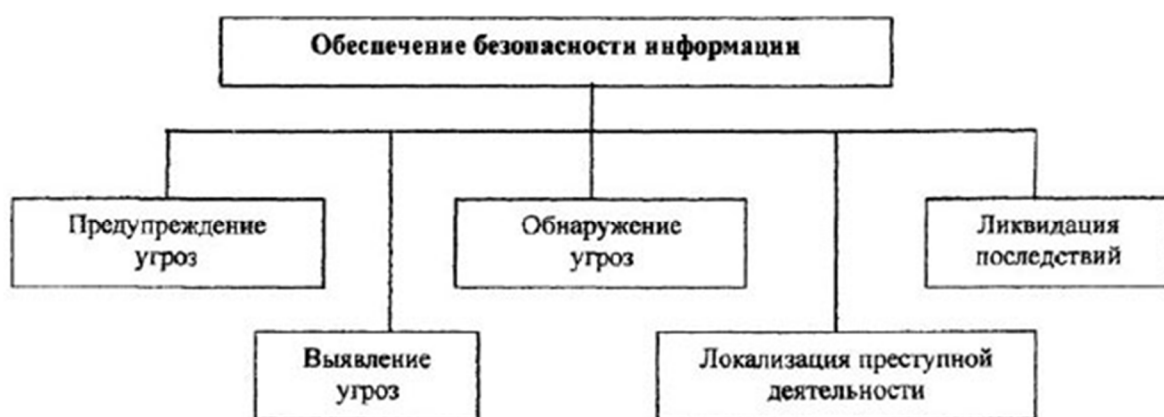 Обеспечение безопасности информации
Предупреждение
угроз
Обнаружение
угроз
Ликвидация
последствий
Выявление
угроз
Локализация преступной
деятельности